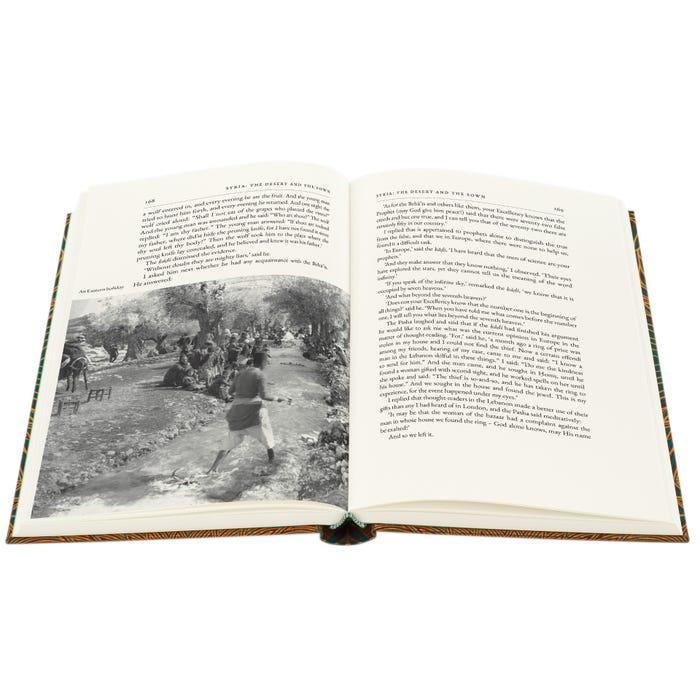 168
SYRIA: THE DESERT AND THE SOWN
a wolf entered in, and every evening he ate the fruit. And the young man
tried to hunt him forth, and every evening he returned. And one night the
wolf cried aloud: "Shall I not eat of the grapes who planted the vines?"
And the young man was astounded and he said: "Who art thou?" The wolf
replied: "I am thy father." The young man answered: "If thou art indeed
my father, where didst thou hide the pruning knife, for I have not found it since
thy soul left thy body?" Then the wolf took him to the place where the
pruning knife lay concealed, and he believed and knew it was his father.'
The kādi dismissed the evidence.
'Without doubt they are mighty liars,' said he.
I asked him next whether he had any acquaintance with the Behā'is.
He answered:
An Eastern holiday
SYRIA: THE DESERT AND THE SOWN
169
'As for the Behā'is and others like them, your Excellency knows that the
Prophet (may God give him peace!) said that there were seventy-two false
creeds and but one true, and I can tell you that of the seventy-two there are
certainly fifty in our country.'
I replied that it appertained to prophets alone to distinguish the true
from the false, and that we in Europe, where there were none to help us,
found it a difficult task.
'In Europe,' said the kādi, 'I have heard that the men of science are your
prophets.'
'And they make answer that they know nothing,' I observed. 'Their eyes
have explored the stars, yet they cannot tell us the meaning of the word
infinity.'
'If you speak of the infinite sky,' remarked the kādi, 'we know that it is
occupied by seven heavens.'
'And what beyond the seventh heaven?'
'Does not your Excellency know that the number one is the beginning of
all things?' said he. 'When you have told me what comes before the number
one, I will tell you what lies beyond the seventh heaven.'
The Pasha laughed and said that if the kādi had finished his argument
he would like to ask me what was the current opinion in Europe in the
matter of thought-reading. 'For,' said he, 'a month ago a ring of price was
stolen in my house and I could not find the thief. Now a certain effendi
among my friends, hearing of my case, came to me and said: "I know a
man in the Lebanon skilful in these things." I said: "Do me the kindness
to send for him." And the man came, and he sought in Homs, until he
found a woman gifted with second sight, and he worked spells on her until
she spoke and said: "The thief is so-and-so, and he has taken the ring to
his house." And we sought in the house and found the jewel. This is my
experience, for the event happened under my eyes.'
I replied that thought-readers in the Lebanon made a better use of their
gifts than any I had heard of in London, and the Pasha said meditatively:
'It may be that the woman of the bazaar had a complaint against the
man in whose house we found the ring – God alone knows, may His name
be exalted!'
And so we left it.